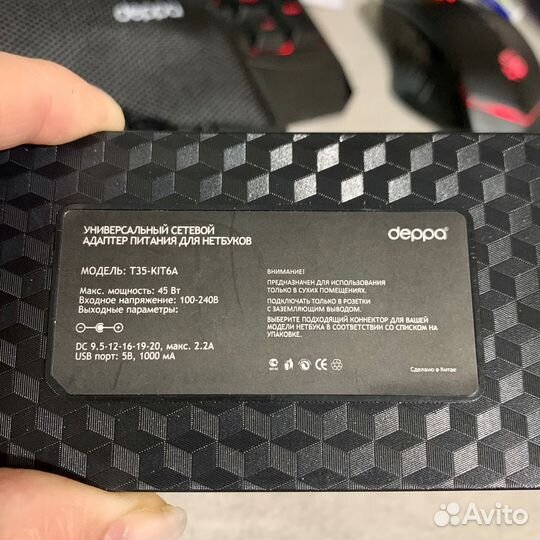 deppa
deppa
УНИВЕРСАЛЬНЫЙ СЕТЕВОЙ
АДАПТЕР ПИТАНИЯ ДЛЯ НЕТБУКОВ
МОДЕЛЬ: T35-KIT6A
Макс. мощность: 45 Вт
Входное напряжение: 100-240В
Выходные параметры:
DC 9.5-12-16-19-20, макс. 2.2А
USB порт: 5В, 1000 мА
ВНИМАНИЕ!
ПРЕДНАЗНАЧЕН ДЛЯ ИСПОЛЬЗОВАНИЯ
ТОЛЬКО В СУХИХ ПОМЕЩЕНИЯХ.
ПОДКЛЮЧАТЬ ТОЛЬКО В РОЗЕТКИ
С ЗАЗЕМЛЯЮЩИМ ВЫВОДОМ.
ВЫБЕРИТЕ ПОДХОДЯЩИЙ КОННЕКТОР ДЛЯ ВАШЕЙ
МОДЕЛИ НЕТБУКА В СООТВЕТСТВИИ СО СПИСКОМ НА
УПАКОВКЕ.
CE
Сделано в Китае
Avito